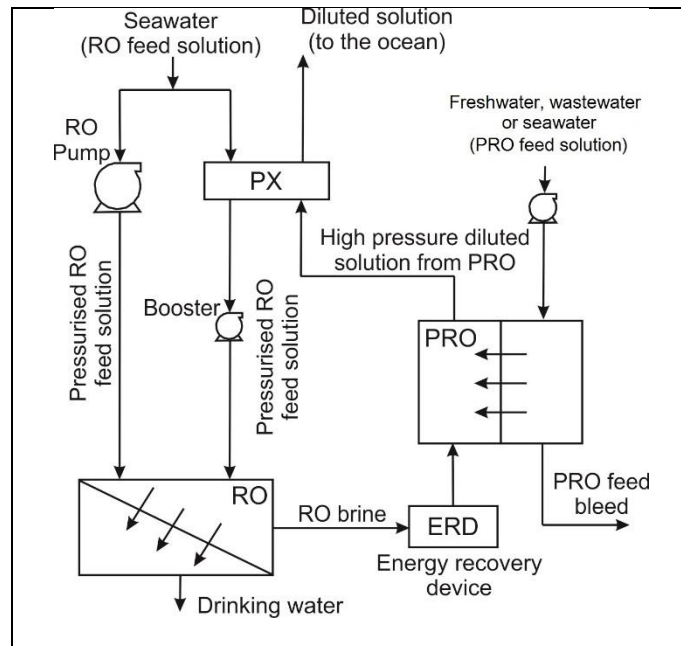 Seawater
(RO feed solution)
Diluted solution
(to the ocean)
Freshwater, wastewater
or seawater
(PRO feed solution)
RO
Pump
PX
High pressure diluted
solution from PRO
Pressurised RO
feed solution
Booster
Pressurised RO
feed solution
PRO
RO
RO brine
ERD
Energy recovery
device
PRO feed
bleed
Drinking water